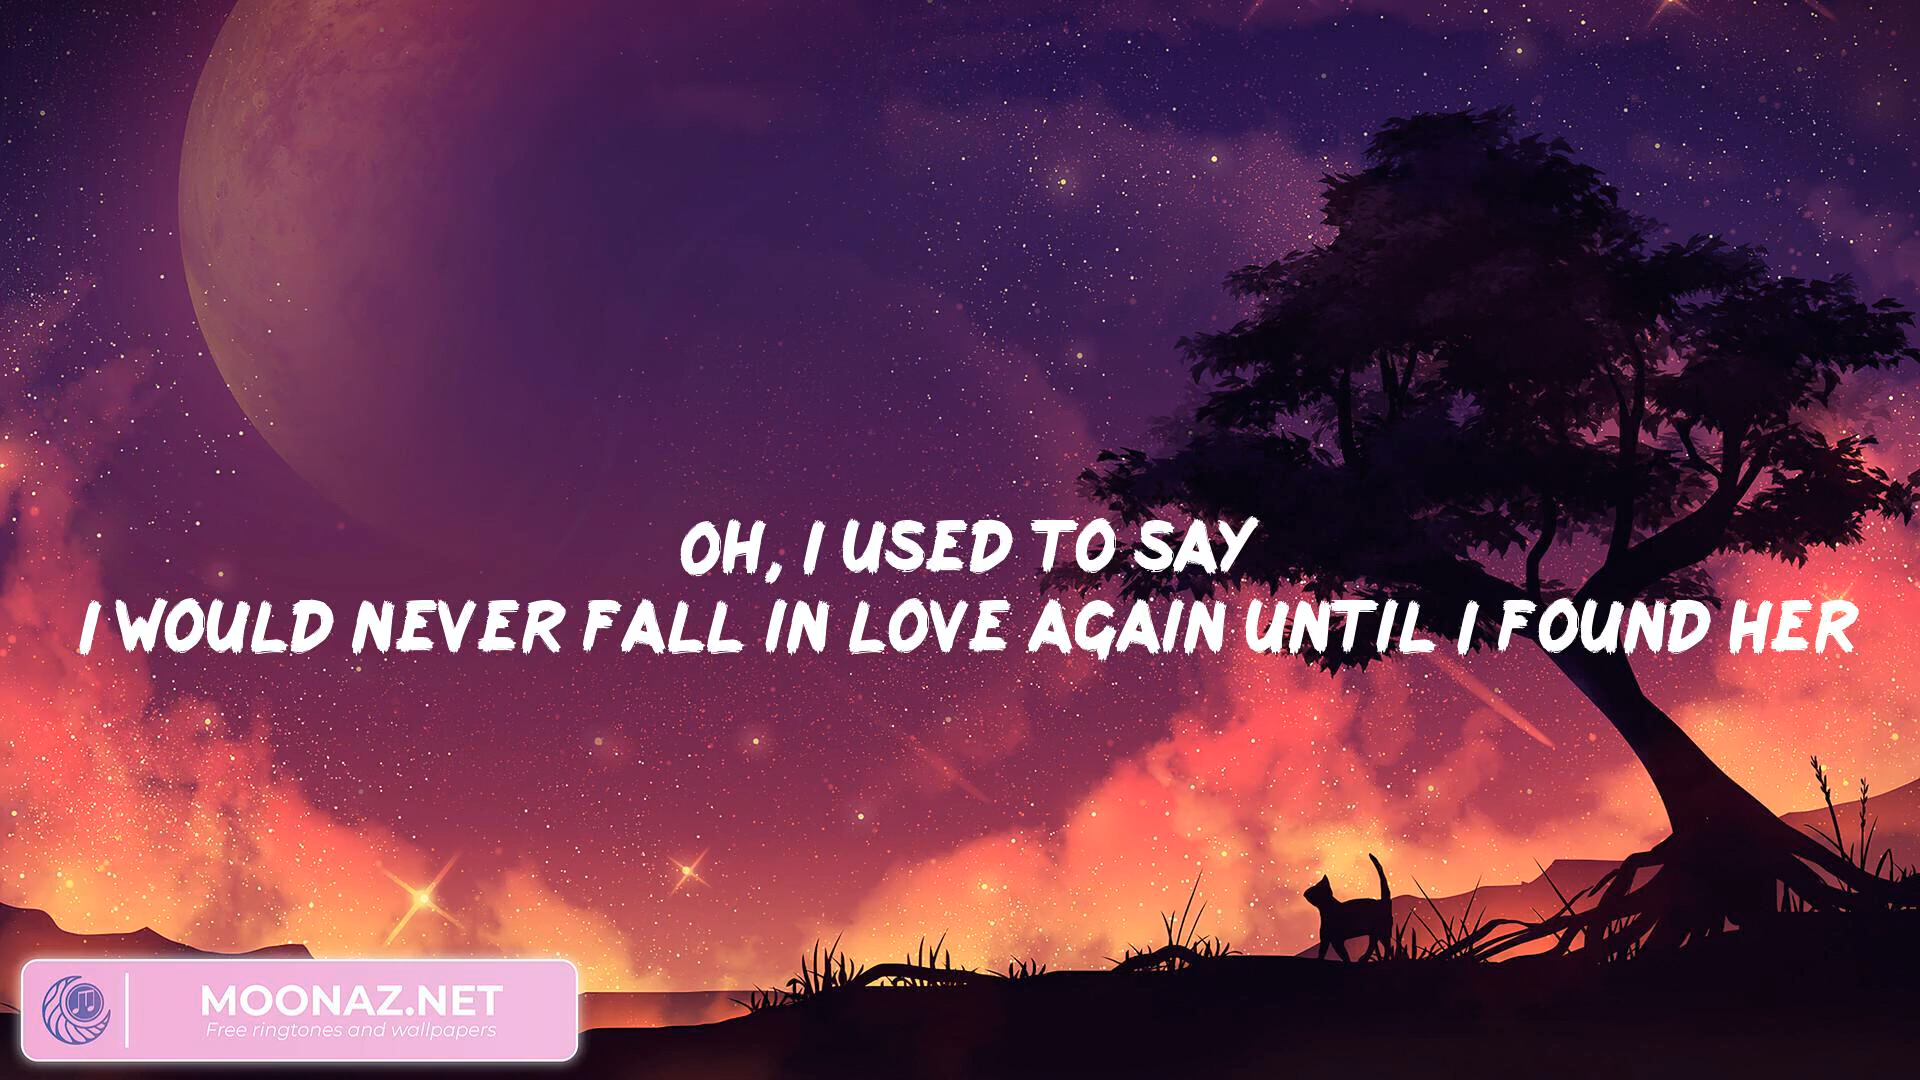 OH, I USED TO SAY
I WOULD NEVER FALL IN LOVE AGAIN UNTIL I FOUND HER
MOONAZ.NET
Free ringtones and wallpapers